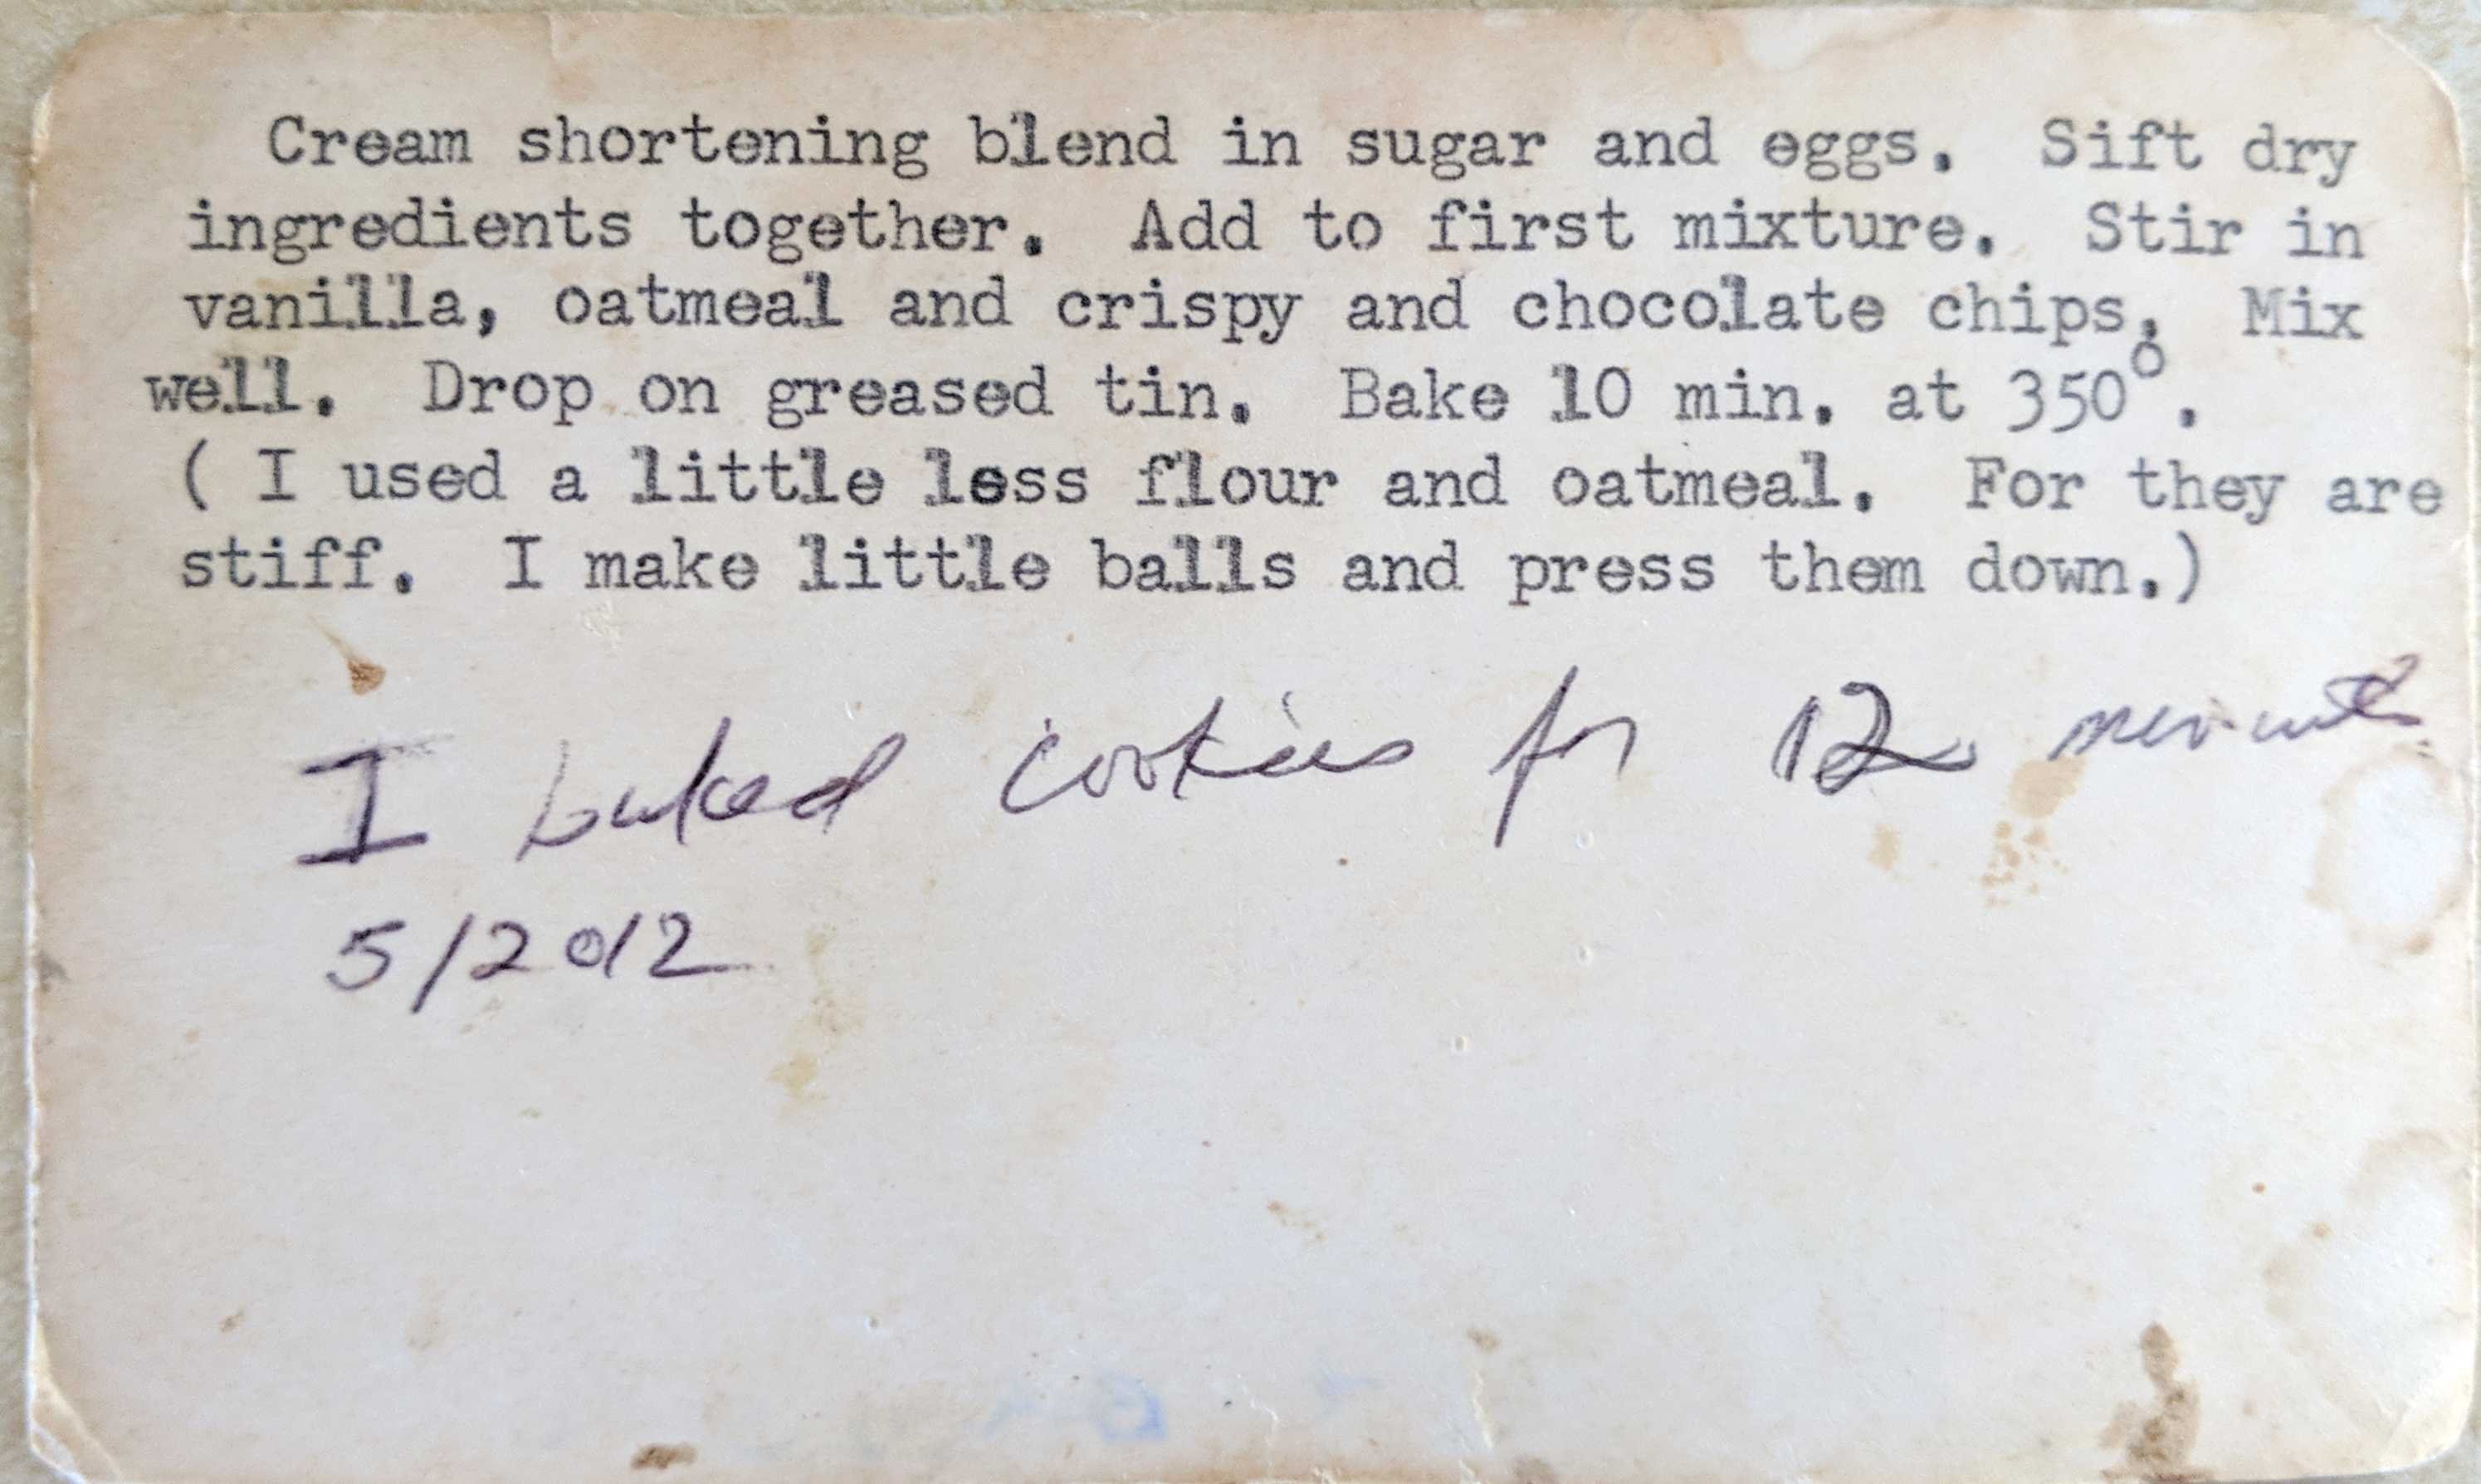 Cream shortening blend in sugar and eggs. Sift dry
ingredients together. Add to first mixture. Stir in
vanilla, oatmeal and crispy and chocolate chips. Mix
well. Drop on greased tin. Bake 10 min. at 350°.
( I used a little less flour and oatmeal. For they are
stiff. I make little balls and press them down.)
I baked cookies for 12 minutes
5/2012